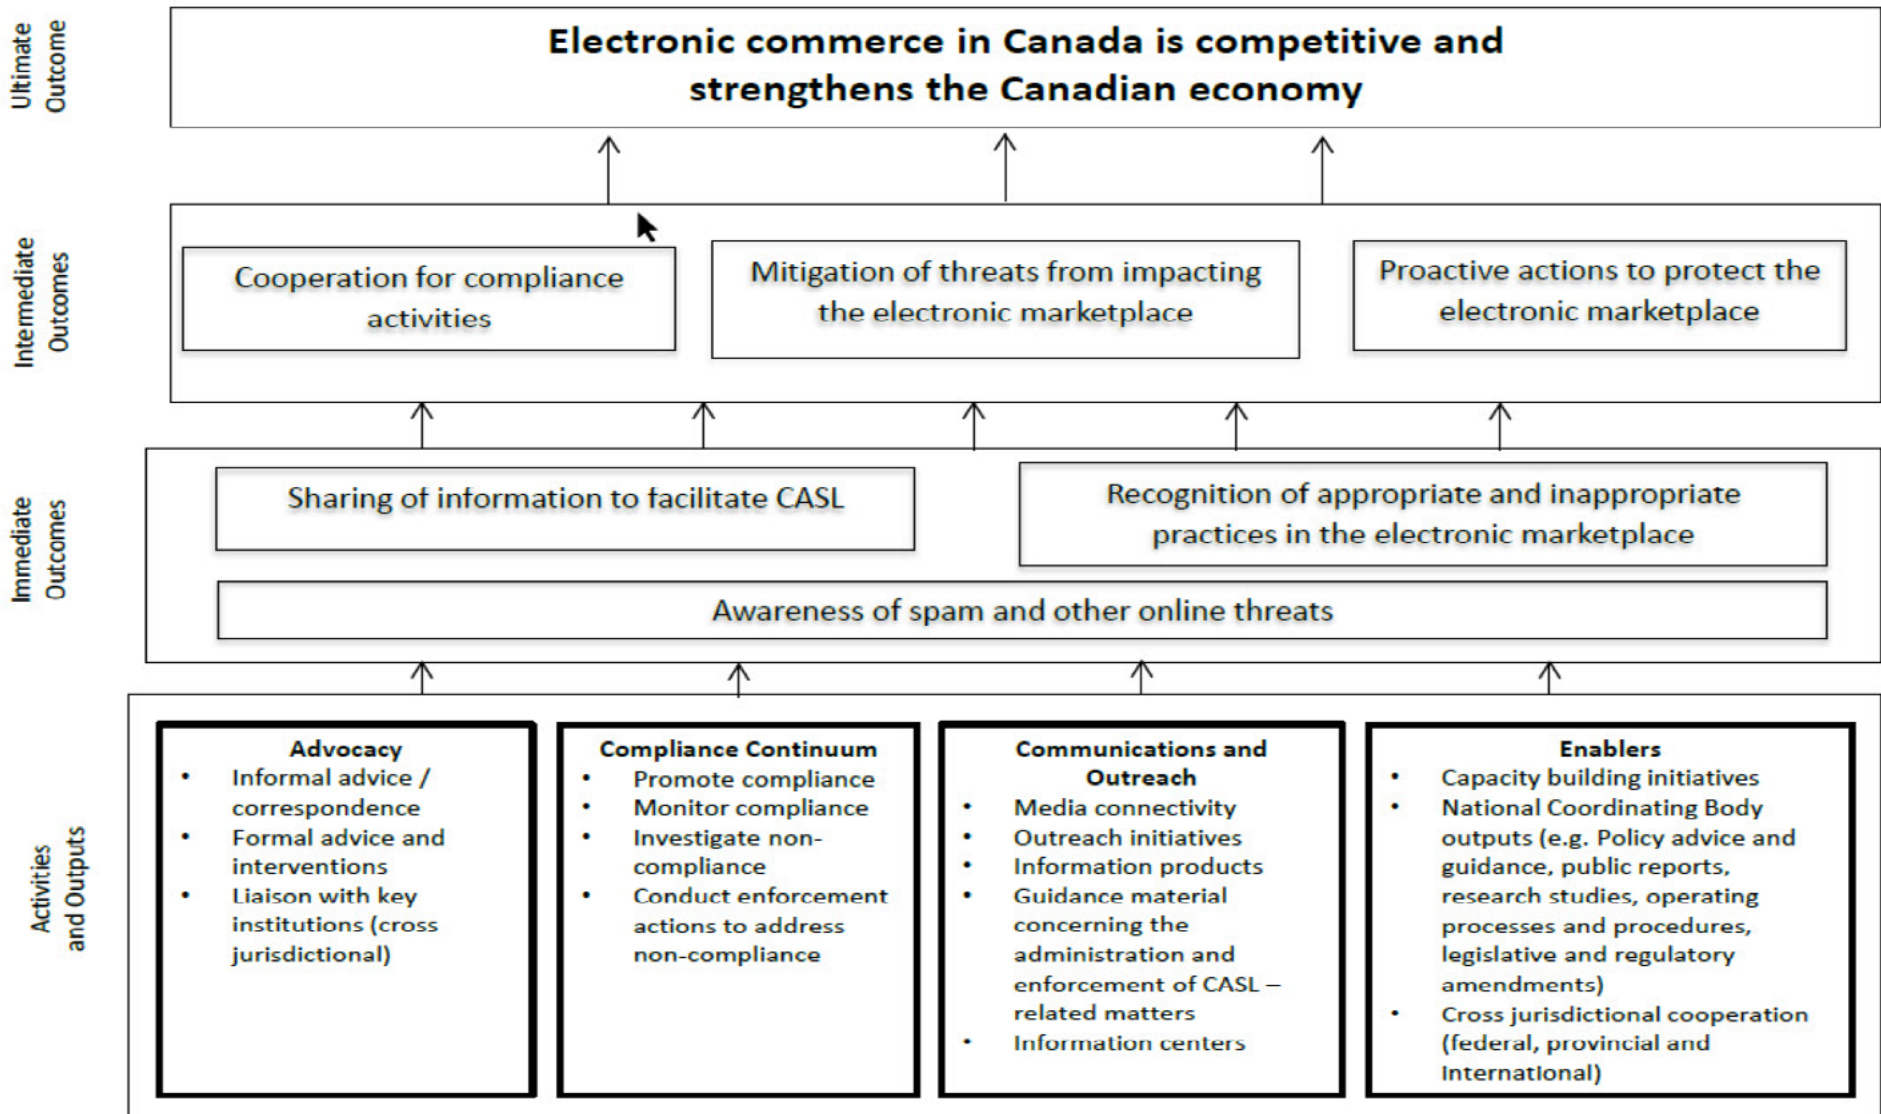 Ultimate
Outcome
Electronic commerce in Canada is competitive and
strengthens the Canadian economy
Intermediate
Outcomes
Cooperation for compliance
activities
Mitigation of threats from impacting
the electronic marketplace
Proactive actions to protect the
electronic marketplace
Immediate
Outcomes
Sharing of information to facilitate CASL
Recognition of appropriate and inappropriate
practices in the electronic marketplace
Awareness of spam and other online threats
Activities
and Outputs
Advocacy
• Informal advice /
correspondence
• Formal advice and
interventions
• Liaison with key
institutions (cross
jurisdictional)
Compliance Continuum
• Promote compliance
• Monitor compliance
• Investigate non-
compliance
• Conduct enforcement
actions to address
non-compliance
Communications and
Outreach
• Media connectivity
• Outreach initiatives
• Information products
• Guidance material
concerning the
administration and
enforcement of CASL –
related matters
• Information centers
Enablers
• Capacity building initiatives
• National Coordinating Body
outputs (e.g. Policy advice and
guidance, public reports,
research studies, operating
processes and procedures,
legislative and regulatory
amendments)
• Cross jurisdictional cooperation
(federal, provincial and
International)